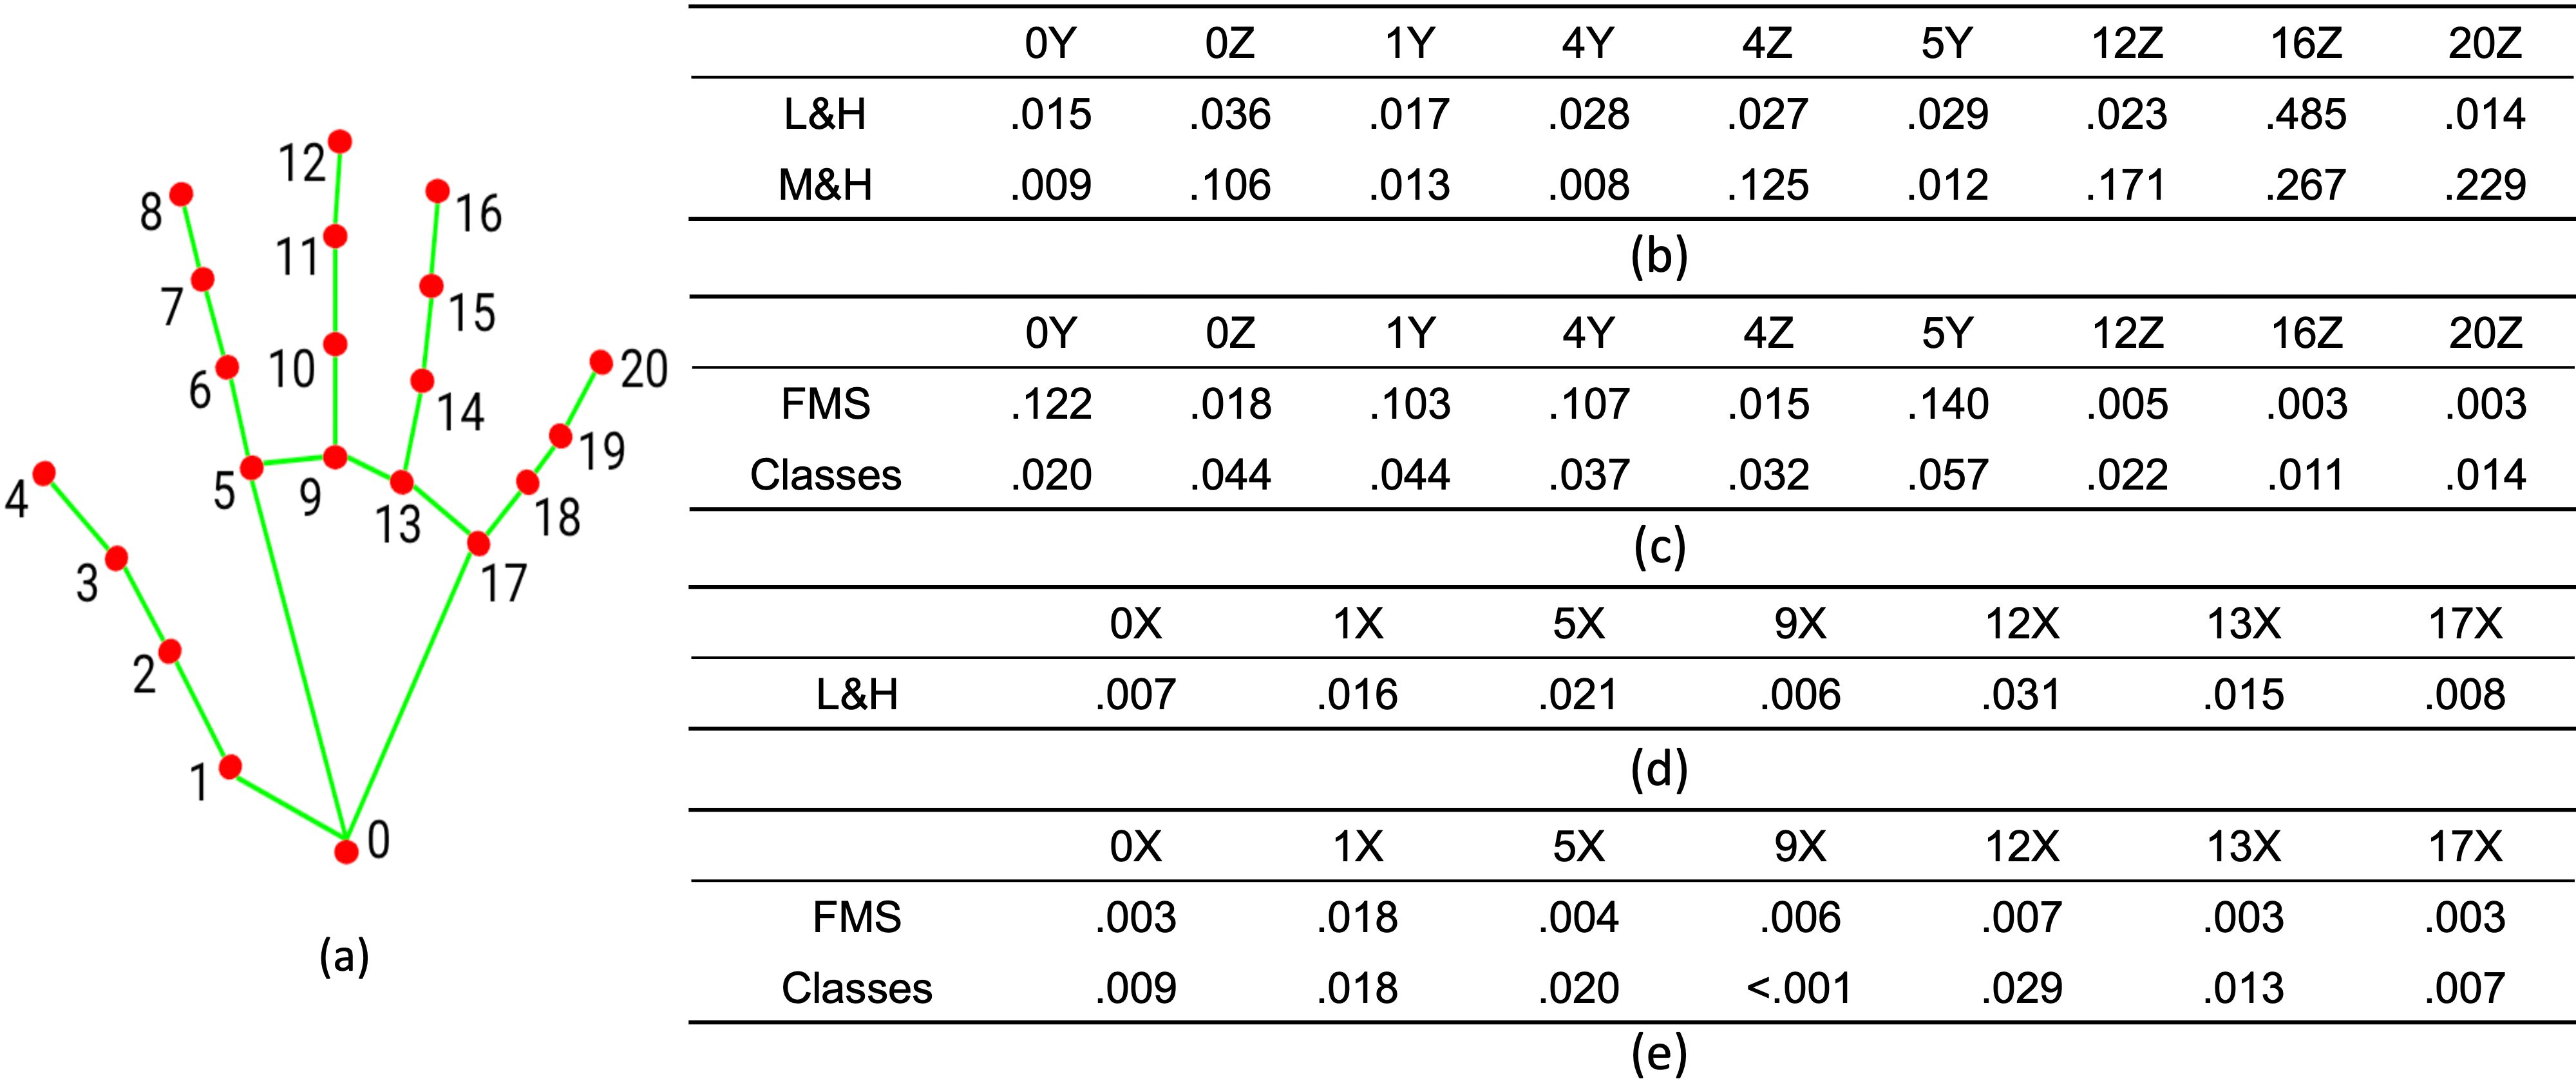 12
8
16
11
7
15
10
20
6
14
19
4
5
9
13
18
3
17
2
1
0
(a)
0Y 0Z 1Y 4Y 4Z 5Y 12Z 16Z 20Z
L&H .015 .036 .017 .028 .027 .029 .023 .485 .014
M&H .009 .106 .013 .008 .125 .012 .171 .267 .229
(b)
0Y 0Z 1Y 4Y 4Z 5Y 12Z 16Z 20Z
FMS .122 .018 .103 .107 .015 .140 .005 .003 .003
Classes .020 .044 .044 .037 .032 .057 .022 .011 .014
(c)
0X 1X 5X 9X 12X 13X 17X
L&H .007 .016 .021 .006 .031 .015 .008
(d)
0X 1X 5X 9X 12X 13X 17X
FMS .003 .018 .004 .006 .007 .003 .003
Classes .009 .018 .020 <.001 .029 .013 .007
(e)